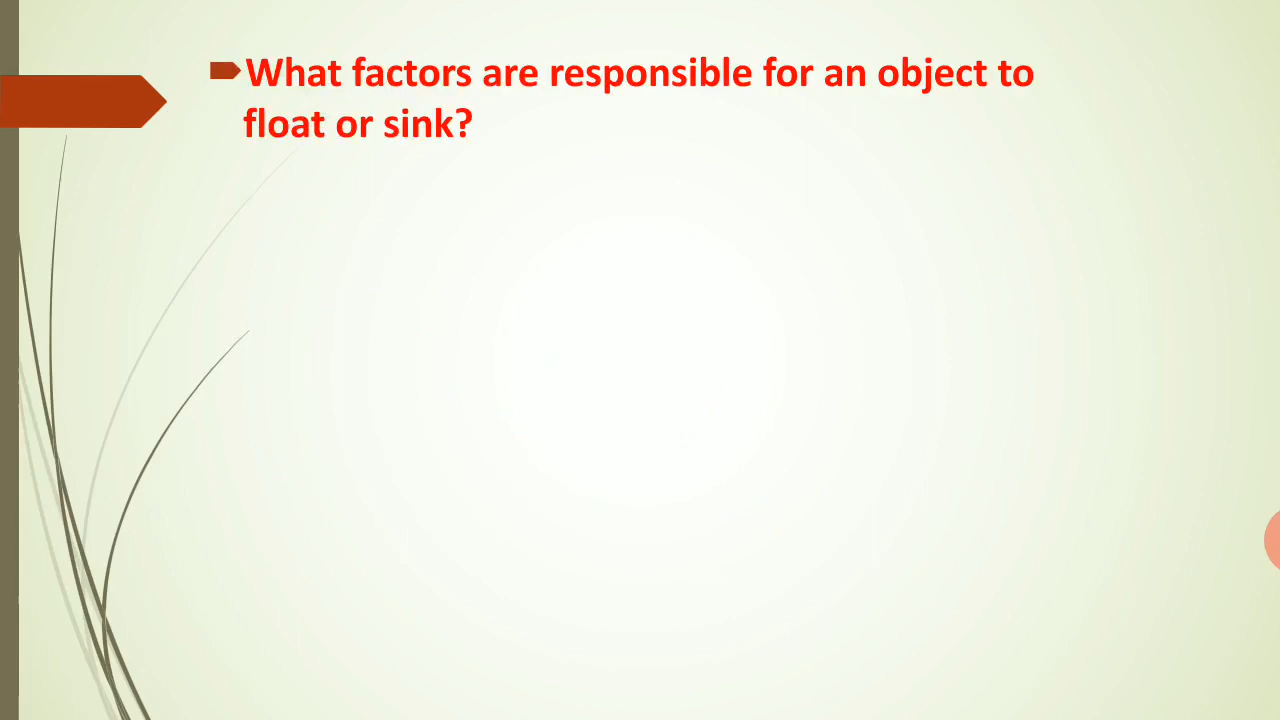 What factors are responsible for an object to
float or sink?